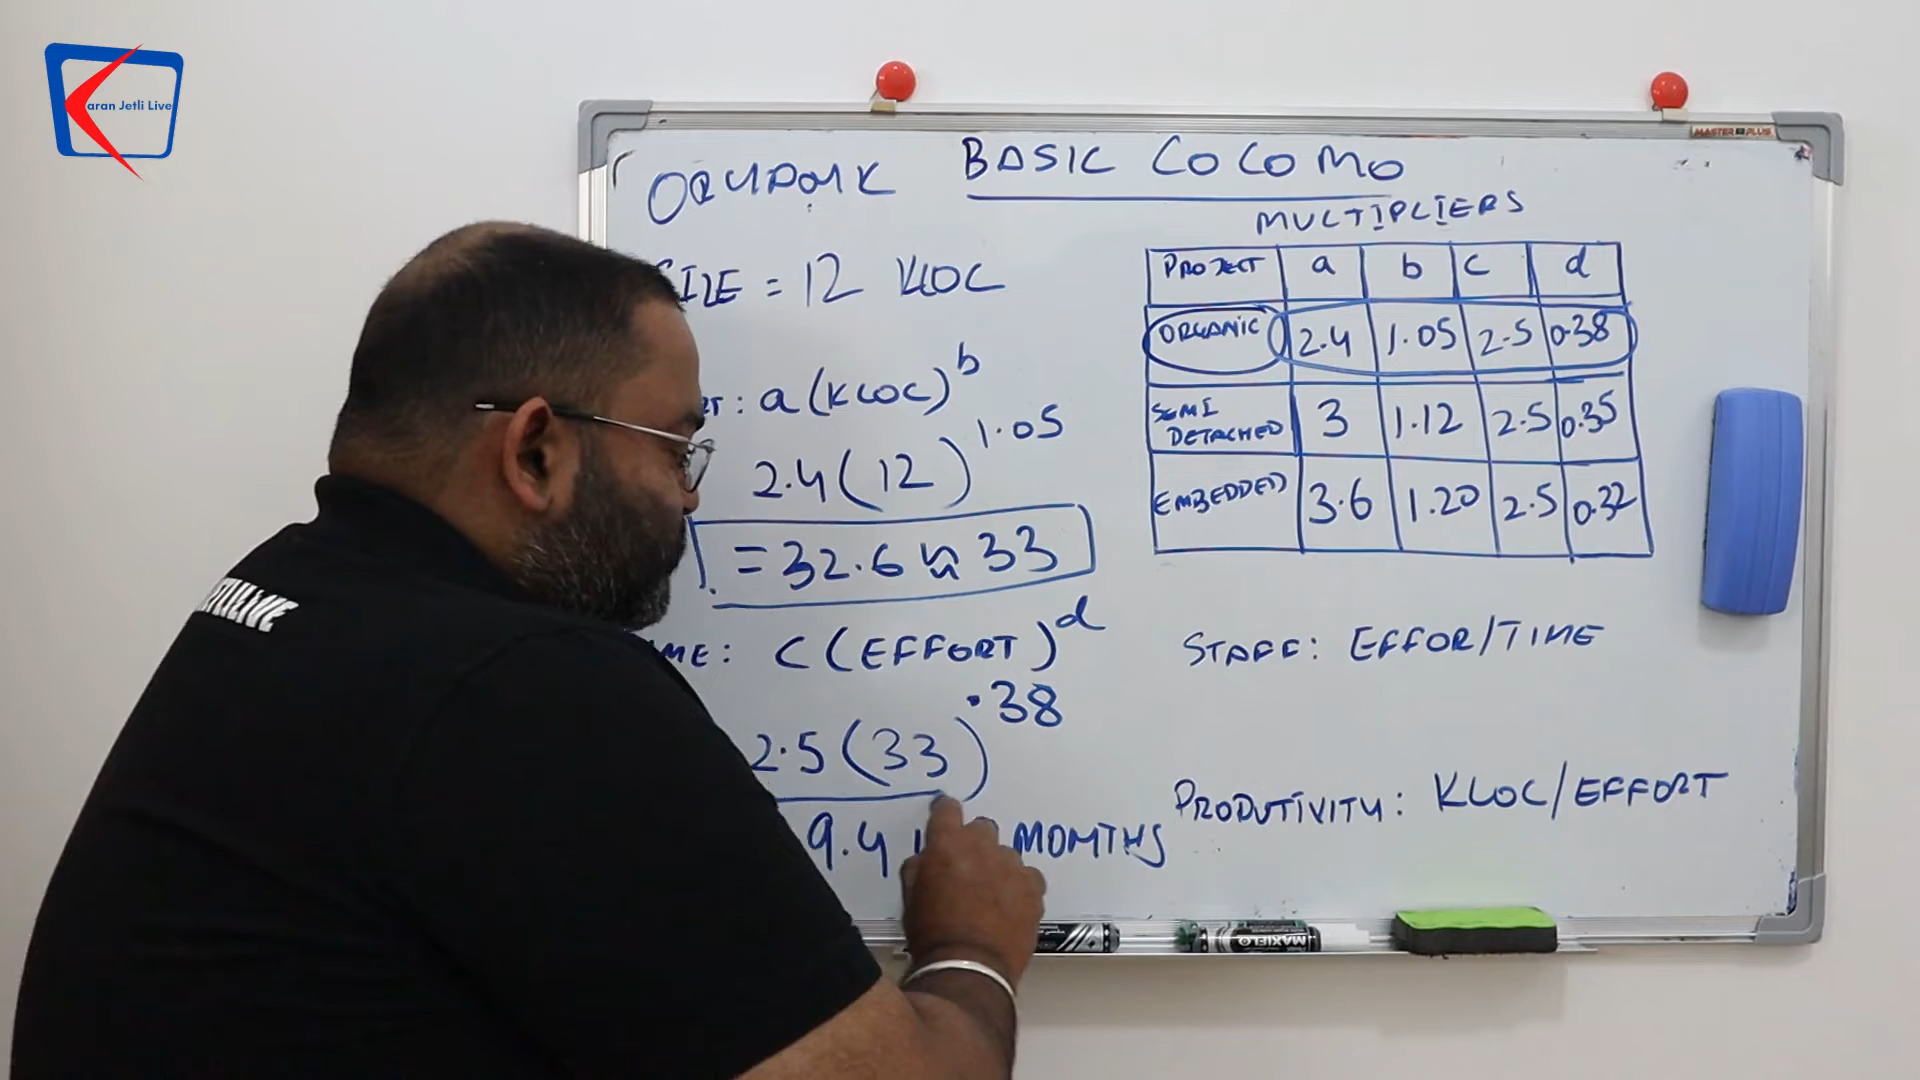 aran Jetli Live
BASIC COCOMO
SIZE = 12 KLOC
: a (KLOC)^b
2.4 (12)^1.05
= 32.6 ≈ 33
ME: C (EFFORT)^d
2.5 (33)^.38
9.4 MONTHS
MULTIPLIERS
PROJECT a b c d
ORGANIC 2.4 1.05 2.5 0.38
SEMI DETACHED 3 1.12 2.5 0.35
EMBEDDED 3.6 1.20 2.5 0.32
STAFF: EFFOR/TIME
PRODUTIVITY: KLOC/EFFORT
MASTER PLUS
MAXIELO
ETLILIVE